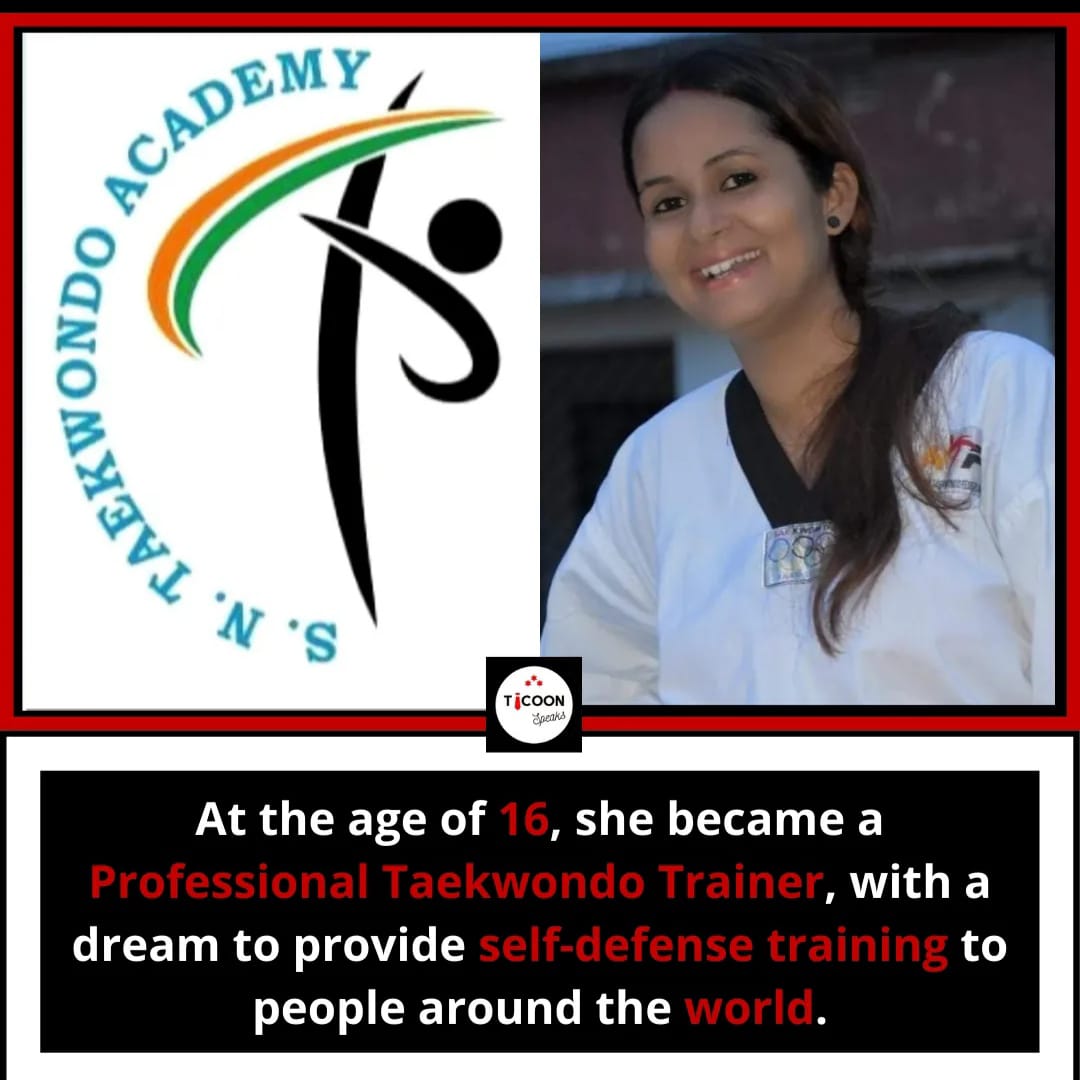 S. N. TAEKWONDO ACADEMY
TiCOON
Speaks
At the age of 16, she became a
Professional Taekwondo Trainer, with a
dream to provide self-defense training to
people around the world.